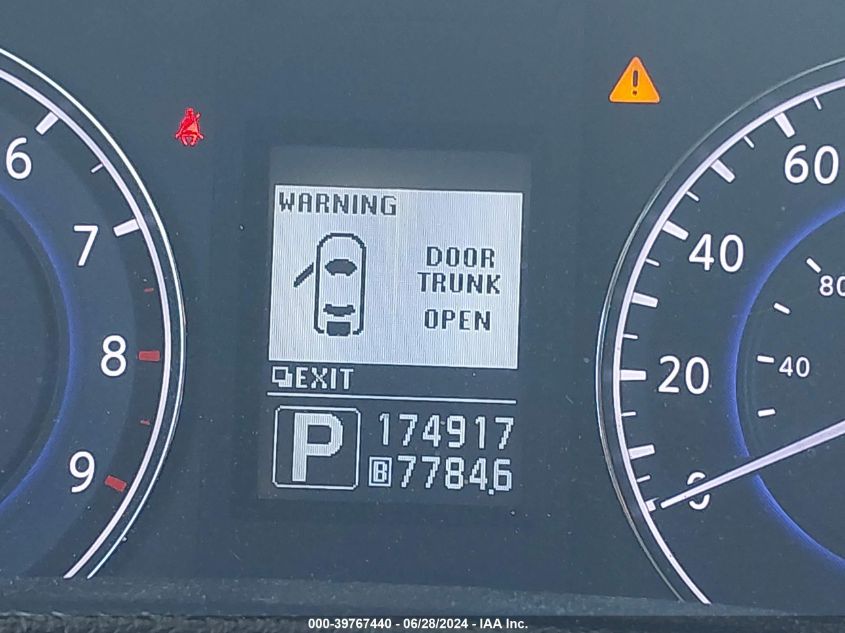 6
7
8
9
WARNING
DOOR
TRUNK
OPEN
EXIT
P
174917
B 7784.6
60
40
20
0
80
40
000-39767440 - 06/28/2024 - IAA Inc.